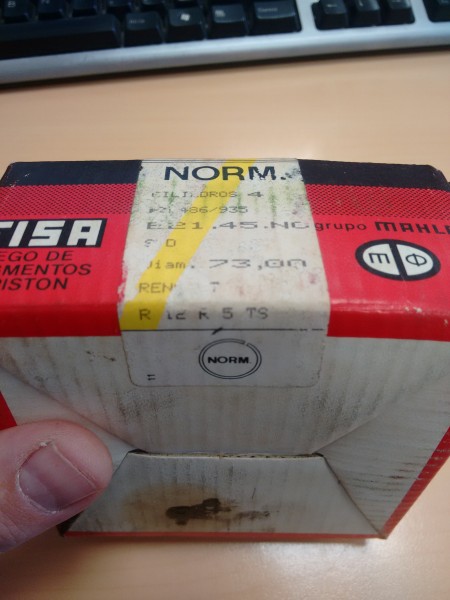 NORM.
CILINDROS 4
E21.45.NO
diam. 73,00
R 12 R 5 TS
NORM
TISA
EGO DE
GMENTOS
PISTON
grupo MAHLE